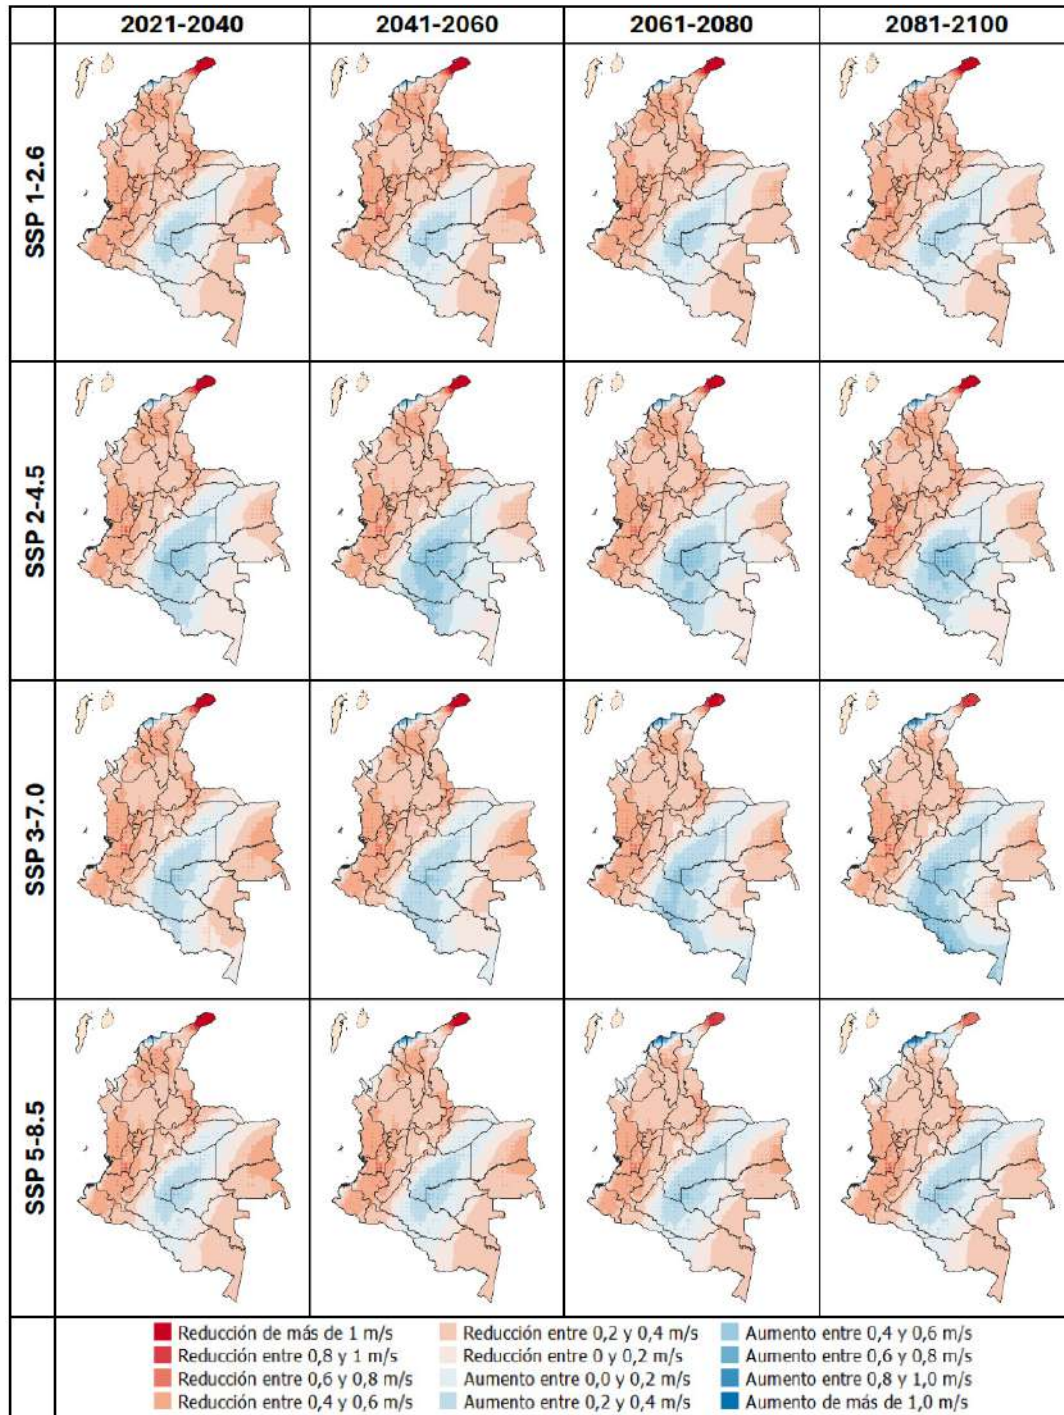 2021-2040 2041-2060 2061-2080 2081-2100
SSP 1-2.6
SSP 2-4.5
SSP 3-7.0
SSP 5-8.5
Reducción de más de 1 m/s Reducción entre 0,2 y 0,4 m/s Aumento entre 0,4 y 0,6 m/s
Reducción entre 0,8 y 1 m/s Reducción entre 0 y 0,2 m/s Aumento entre 0,6 y 0,8 m/s
Reducción entre 0,6 y 0,8 m/s Aumento entre 0,0 y 0,2 m/s Aumento entre 0,8 y 1,0 m/s
Reducción entre 0,4 y 0,6 m/s Aumento entre 0,2 y 0,4 m/s Aumento de más de 1,0 m/s